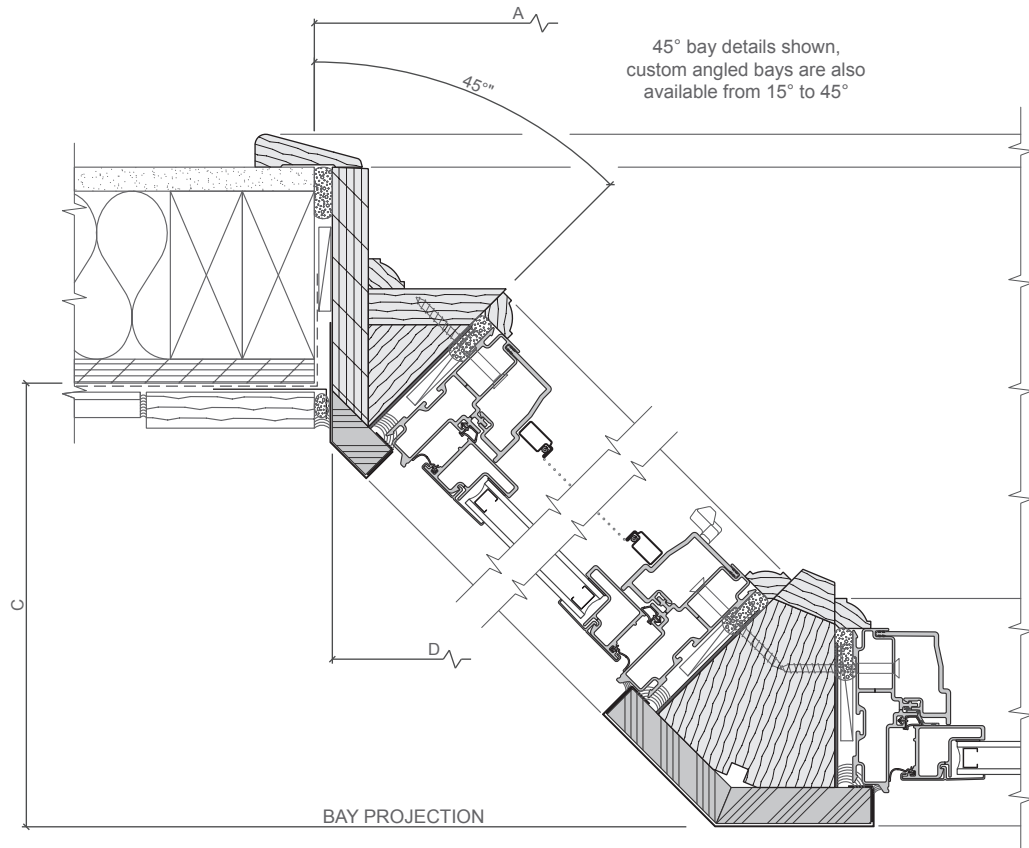 A
45° bay details shown,
custom angled bays are also
available from 15° to 45°
45°"
C
D
BAY PROJECTION